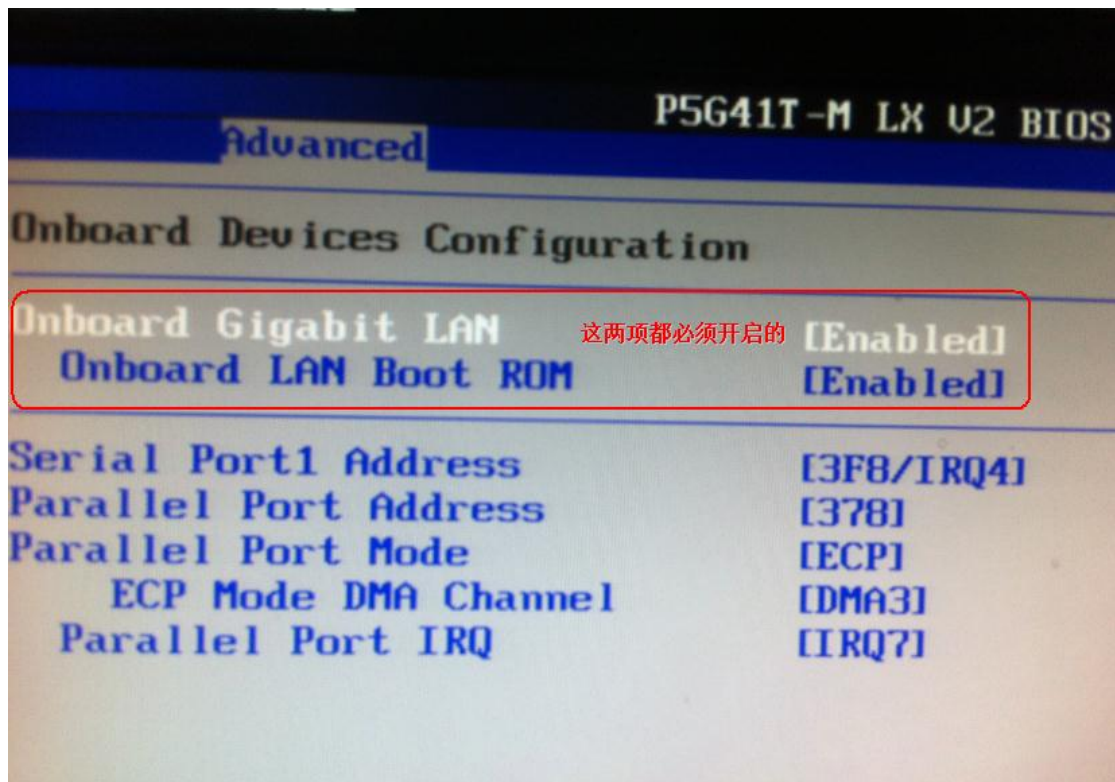 P5G41T-M LX V2 BIOS
Advanced
Onboard Devices Configuration
Onboard Gigabit LAN 这两项都必须开启的 [Enabled]
Onboard LAN Boot ROM [Enabled]
Serial Port1 Address [3F8/IRQ4]
Parallel Port Address [378]
Parallel Port Mode [ECP]
ECP Mode DMA Channel [DMA3]
Parallel Port IRQ [IRQ7]